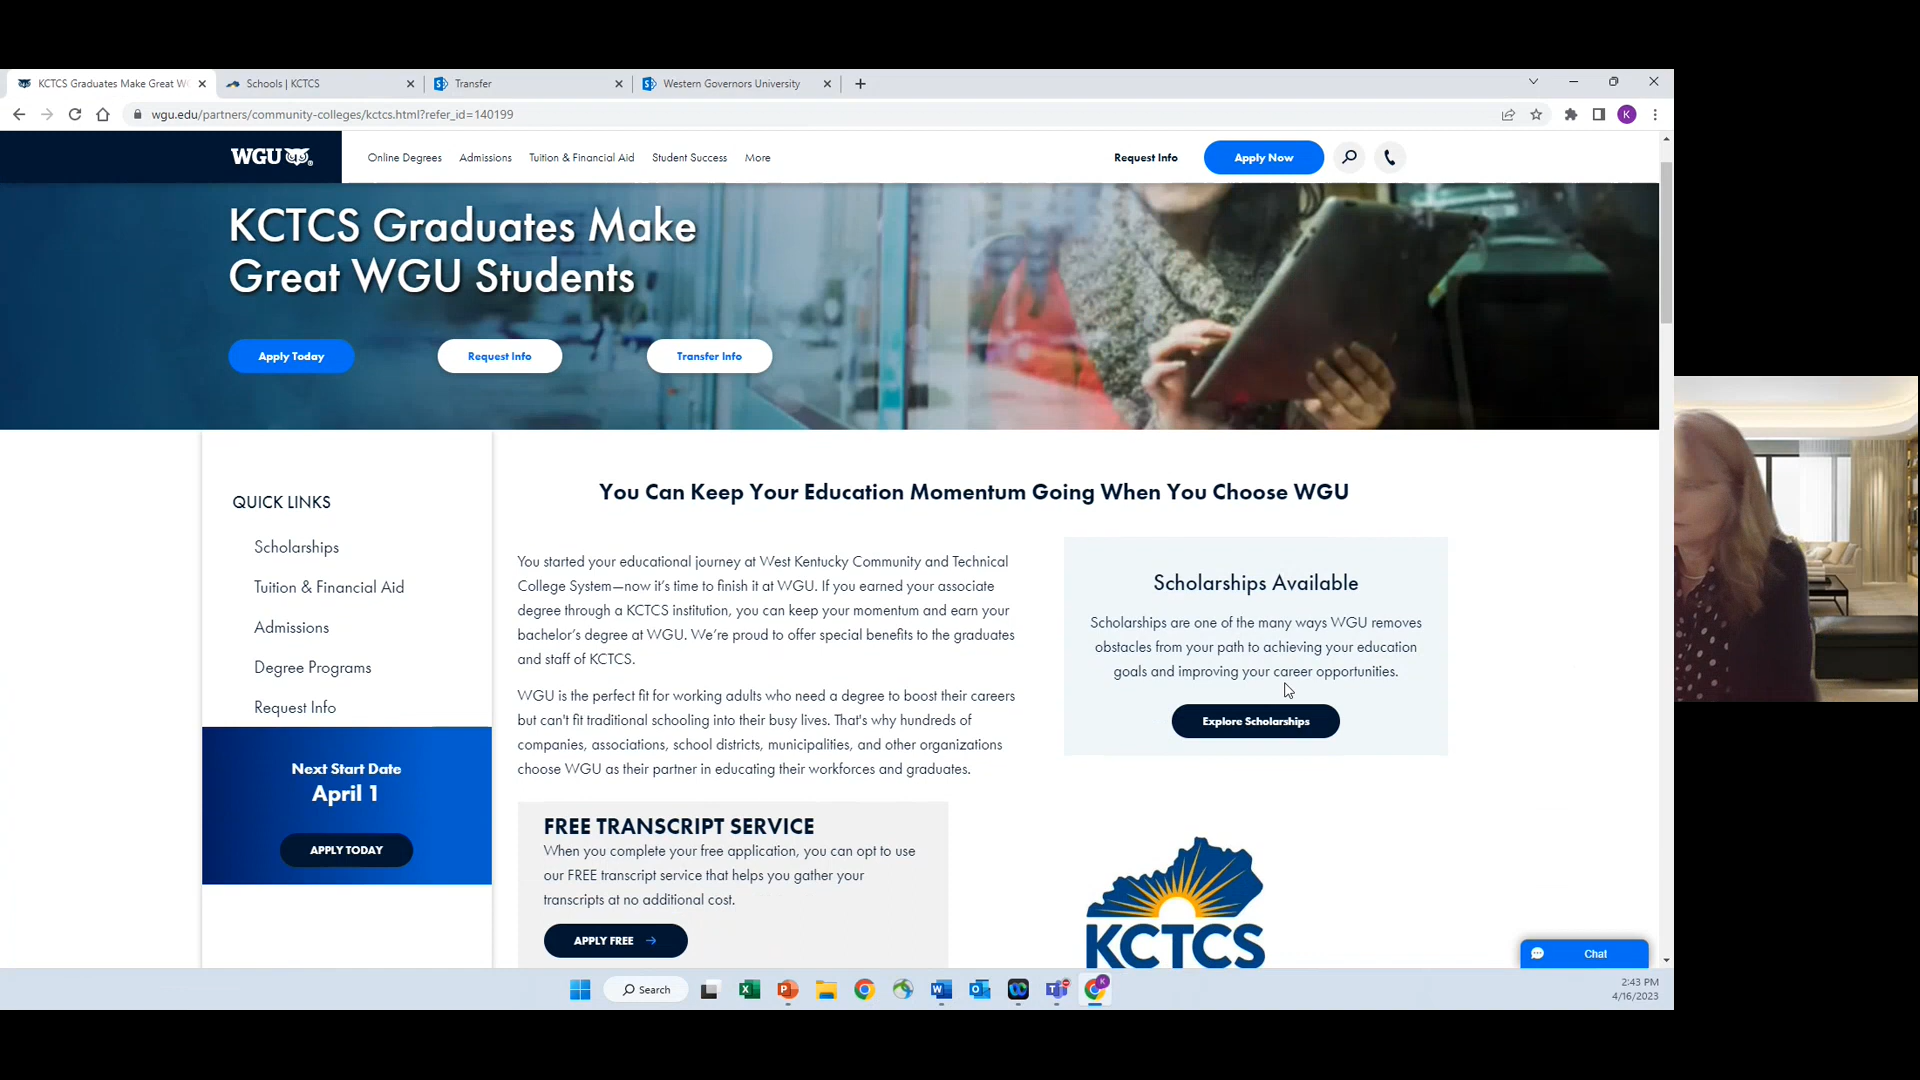 KCTCS Graduates Make Great W
Schools | KCTCS
Transfer
Western Governors University
wgu.edu/partners/community-colleges/kctcs.html?refer_id=140199
K
WGU
Online Degrees
Admissions
Tuition & Financial Aid
Student Success
More
Request Info
Apply Now
KCTCS Graduates Make
Great WGU Students
Apply Today
Request Info
Transfer Info
QUICK LINKS
Scholarships
Tuition & Financial Aid
Admissions
Degree Programs
Request Info
Next Start Date
April 1
APPLY TODAY
You Can Keep Your Education Momentum Going When You Choose WGU
You started your educational journey at West Kentucky Community and Technical
College System—now it's time to finish it at WGU. If you earned your associate
degree through a KCTCS institution, you can keep your momentum and earn your
bachelor's degree at WGU. We're proud to offer special benefits to the graduates
and staff of KCTCS.
WGU is the perfect fit for working adults who need a degree to boost their careers
but can't fit traditional schooling into their busy lives. That's why hundreds of
companies, associations, school districts, municipalities, and other organizations
choose WGU as their partner in educating their workforces and graduates.
Scholarships Available
Scholarships are one of the many ways WGU removes
obstacles from your path to achieving your education
goals and improving your career opportunities.
Explore Scholarships
FREE TRANSCRIPT SERVICE
When you complete your free application, you can opt to use
our FREE transcript service that helps you gather your
transcripts at no additional cost.
APPLY FREE
KCTCS
Chat
Search
2:43 PM
4/16/2023